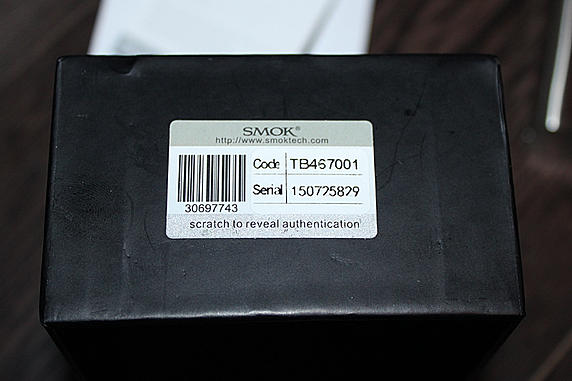 SMOK®
http://www.smoktech.com
Code TB467001
Serial 150725829
30697743
scratch to reveal authentication